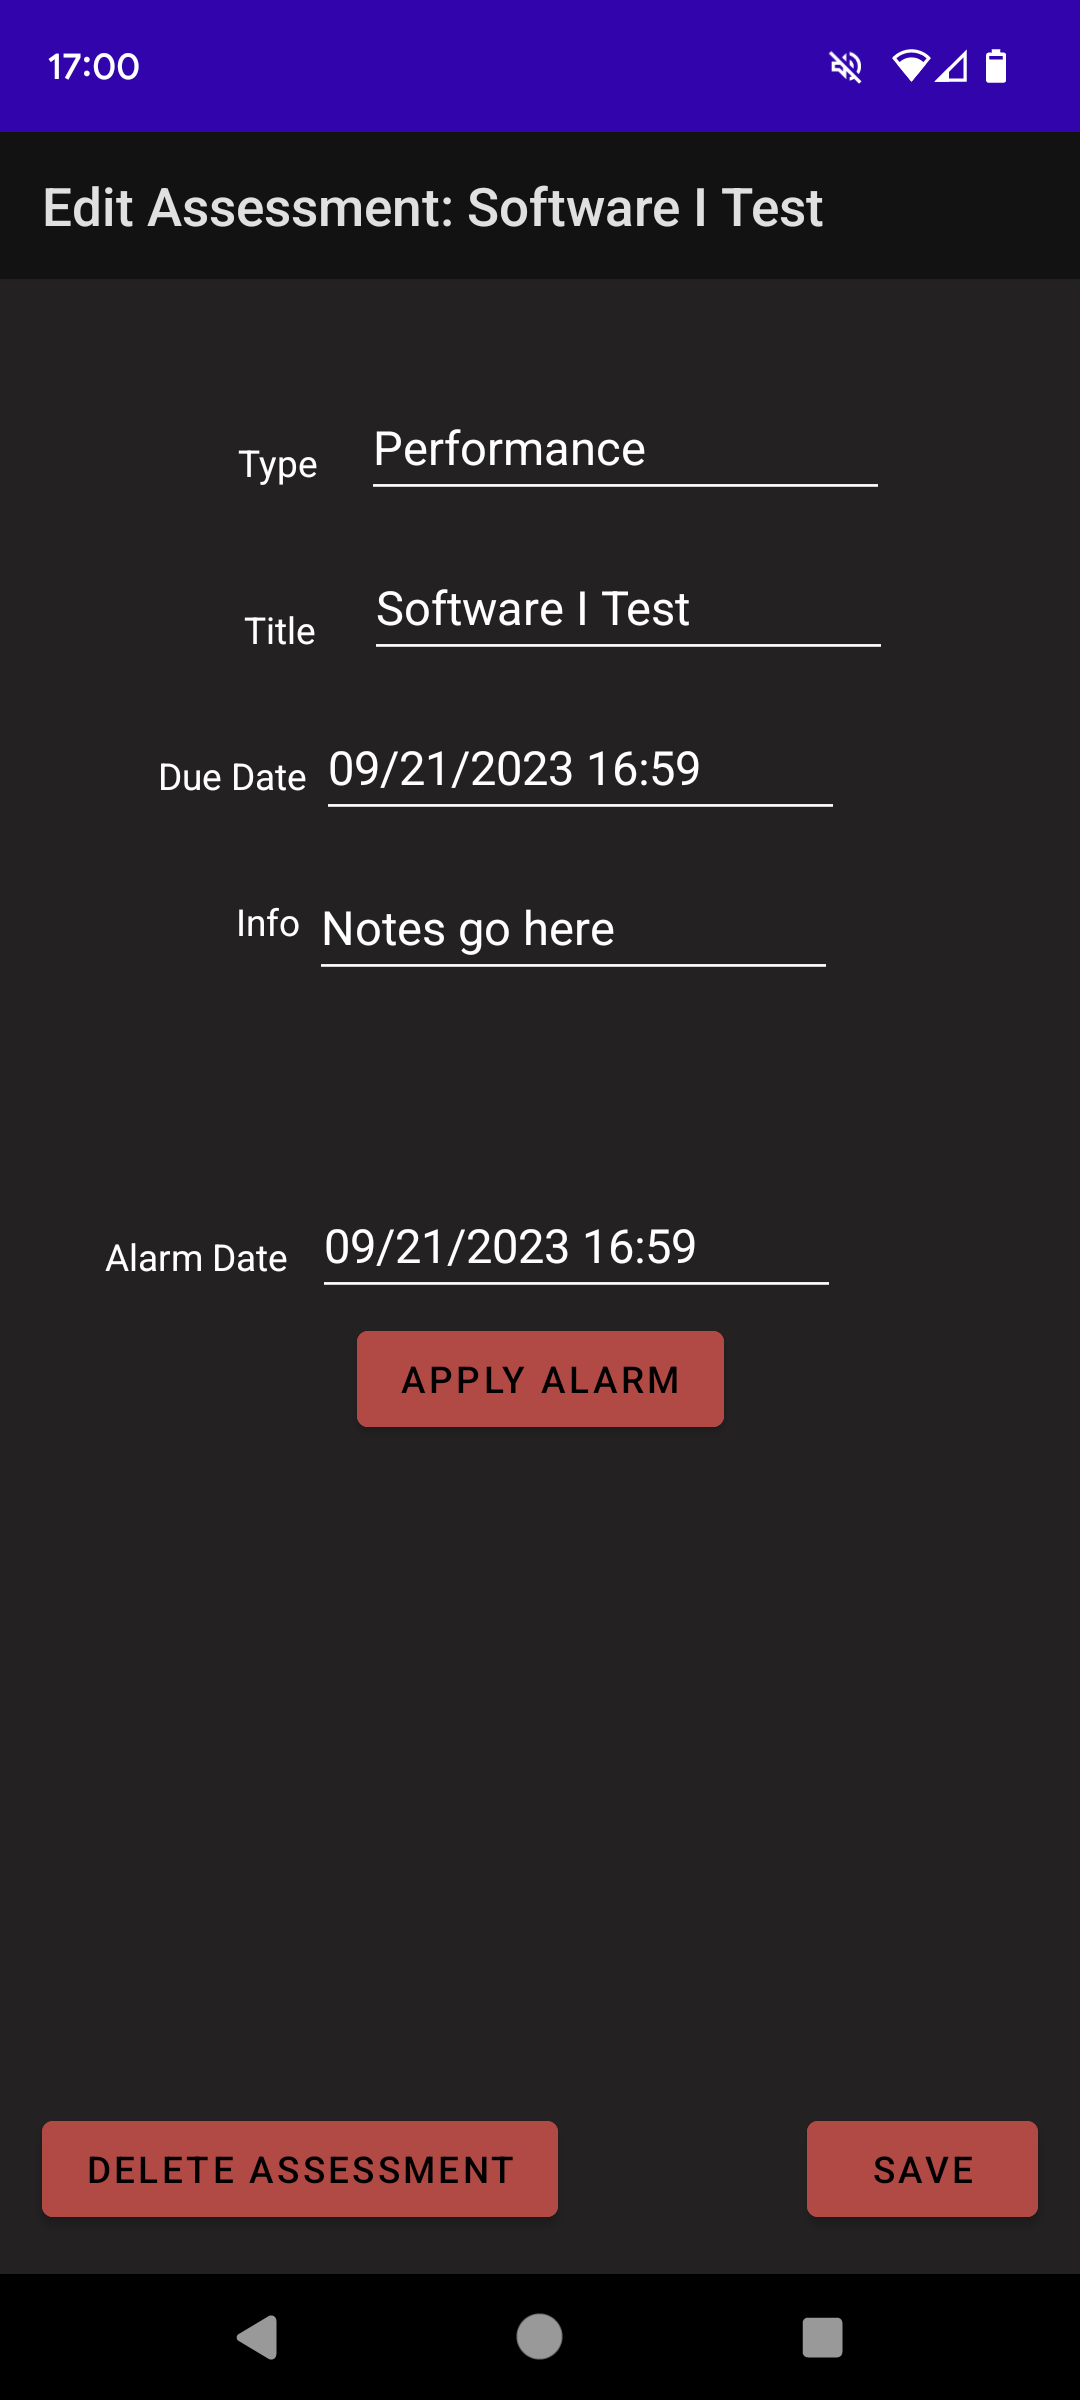 17:00
Edit Assessment: Software I Test
Type Performance
Title Software I Test
Due Date 09/21/2023 16:59
Info Notes go here
Alarm Date 09/21/2023 16:59
APPLY ALARM
DELETE ASSESSMENT SAVE